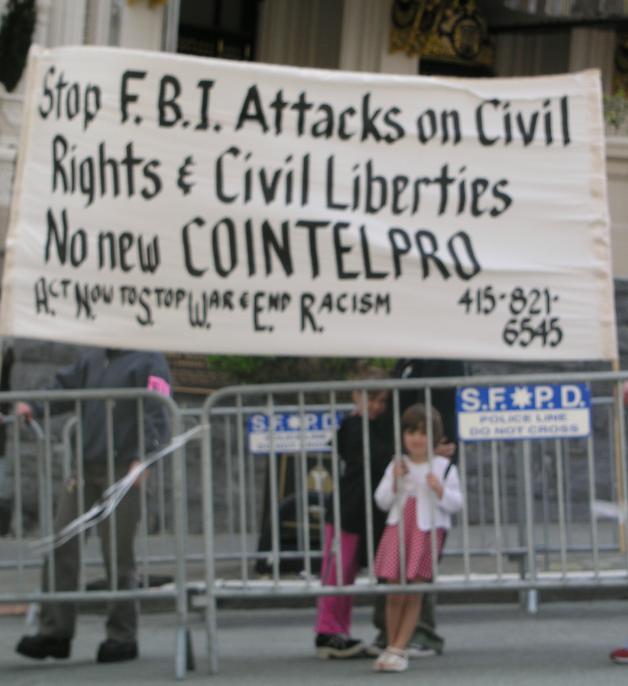 Stop F.B.I. Attacks on Civil
Rights & Civil Liberties
No new COINTELPRO
ACT NOW TO STOP WAR & END RACISM
415-821-
6545
S.F.P.D.
POLICE LINE
DO NOT CROSS
S.F.P.D.